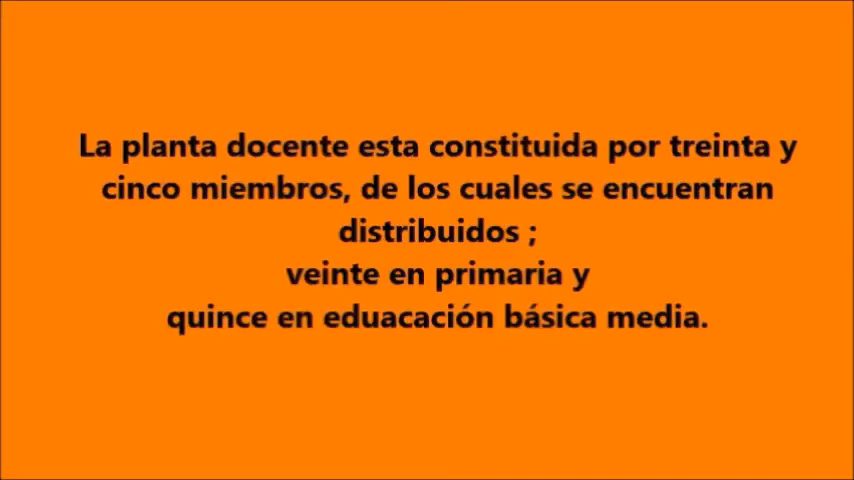 La planta docente esta constituida por treinta y
cinco miembros, de los cuales se encuentran
distribuidos ;
veinte en primaria y
quince en eduacación básica media.